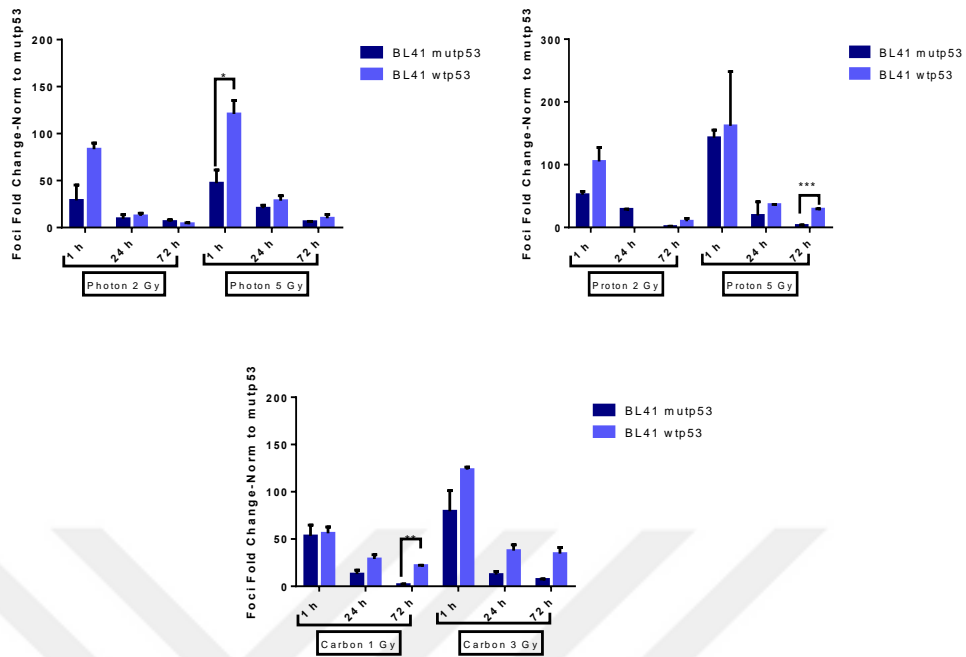 Foci Fold Change-Norm to mutp53
200
150
100
50
0
*
BL41 mutp53
BL41 wtp53
1 h
24 h
72 h
1 h
24 h
72 h
Photon 2 Gy
Photon 5 Gy
Foci Fold Change-Norm to mutp53
300
200
100
0
***
BL41 mutp53
BL41 wtp53
1 h
24 h
72 h
1 h
24 h
72 h
Proton 2 Gy
Proton 5 Gy
Foci Fold Change-Norm to mutp53
200
150
100
50
0
**
BL41 mutp53
BL41 wtp53
1 h
24 h
72 h
1 h
24 h
72 h
Carbon 1 Gy
Carbon 3 Gy